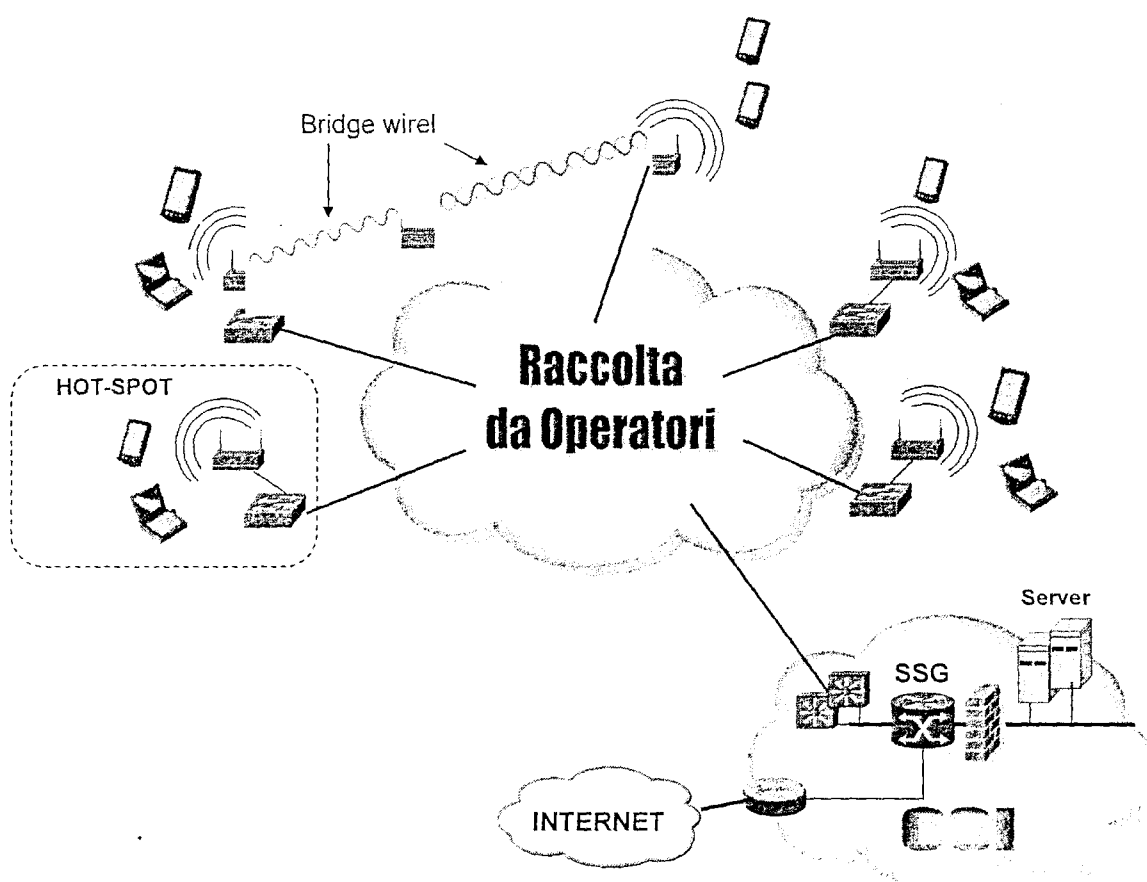 Bridge wirel
HOT-SPOT
Raccolta
da Operatori
Server
SSG
INTERNET